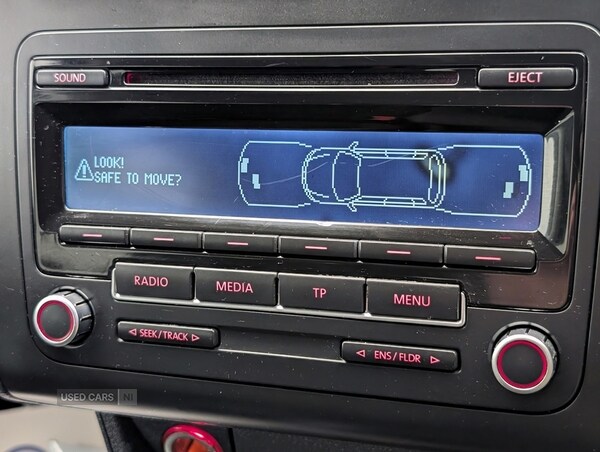 SOUND
EJECT
LOOK!
SAFE TO MOVE?
RADIO
MEDIA
TP
MENU
SEEK/TRACK
ENS/FLDR
USED CARS NI